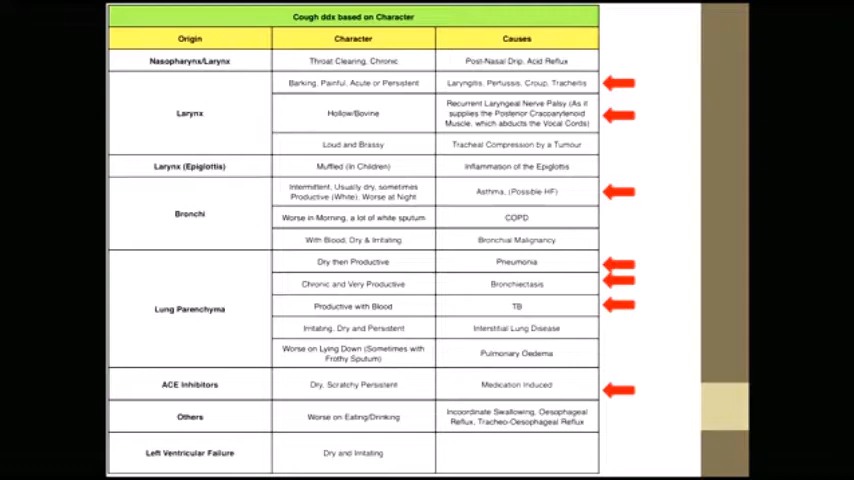 Cough ddx based on Character
Origin Character Causes
Nasopharynx/Larynx Throat Clearing, Chronic Post-Nasal Drip, Acid Reflux
Larynx
Barking, Painful, Acute or Persistent Laryngitis, Pertussis, Croup, Tracheitis
Hollow/Bovine
Recurrent Laryngeal Nerve Palsy (As it
supplies the Posterior Cricoarytenoid
Muscle, which abducts the Vocal Cords)
Loud and Brassy Tracheal Compression by a Tumour
Larynx (Epiglottis) Muffled (In Children) Inflamation of the Epiglottis
Bronchi
Intermittent, Usually dry, sometimes
Productive (White), Worse at Night
Asthma, (Possible HF)
Worse in Morning, a lot of white sputum COPD
With Blood, Dry & Irritating Bronchial Malignancy
Lung Parenchyma
Dry then Productive Pneumonia
Chronic and Very Productive Bronchiectasis
Productive with Blood TB
Irritating, Dry and Persistent Interstitial Lung Disease
Worse on Lying Down (Sometimes with
Frothy Sputum)
Pulmonary Oedema
ACE Inhibitors Dry, Scratchy Persistent Medication Induced
Others Worse on Eating/Drinking
Incoordinate Swallowing, Oesophageal
Reflux, Tracheo-Oesophageal Reflux
Left Ventricular Failure Dry and Irritating